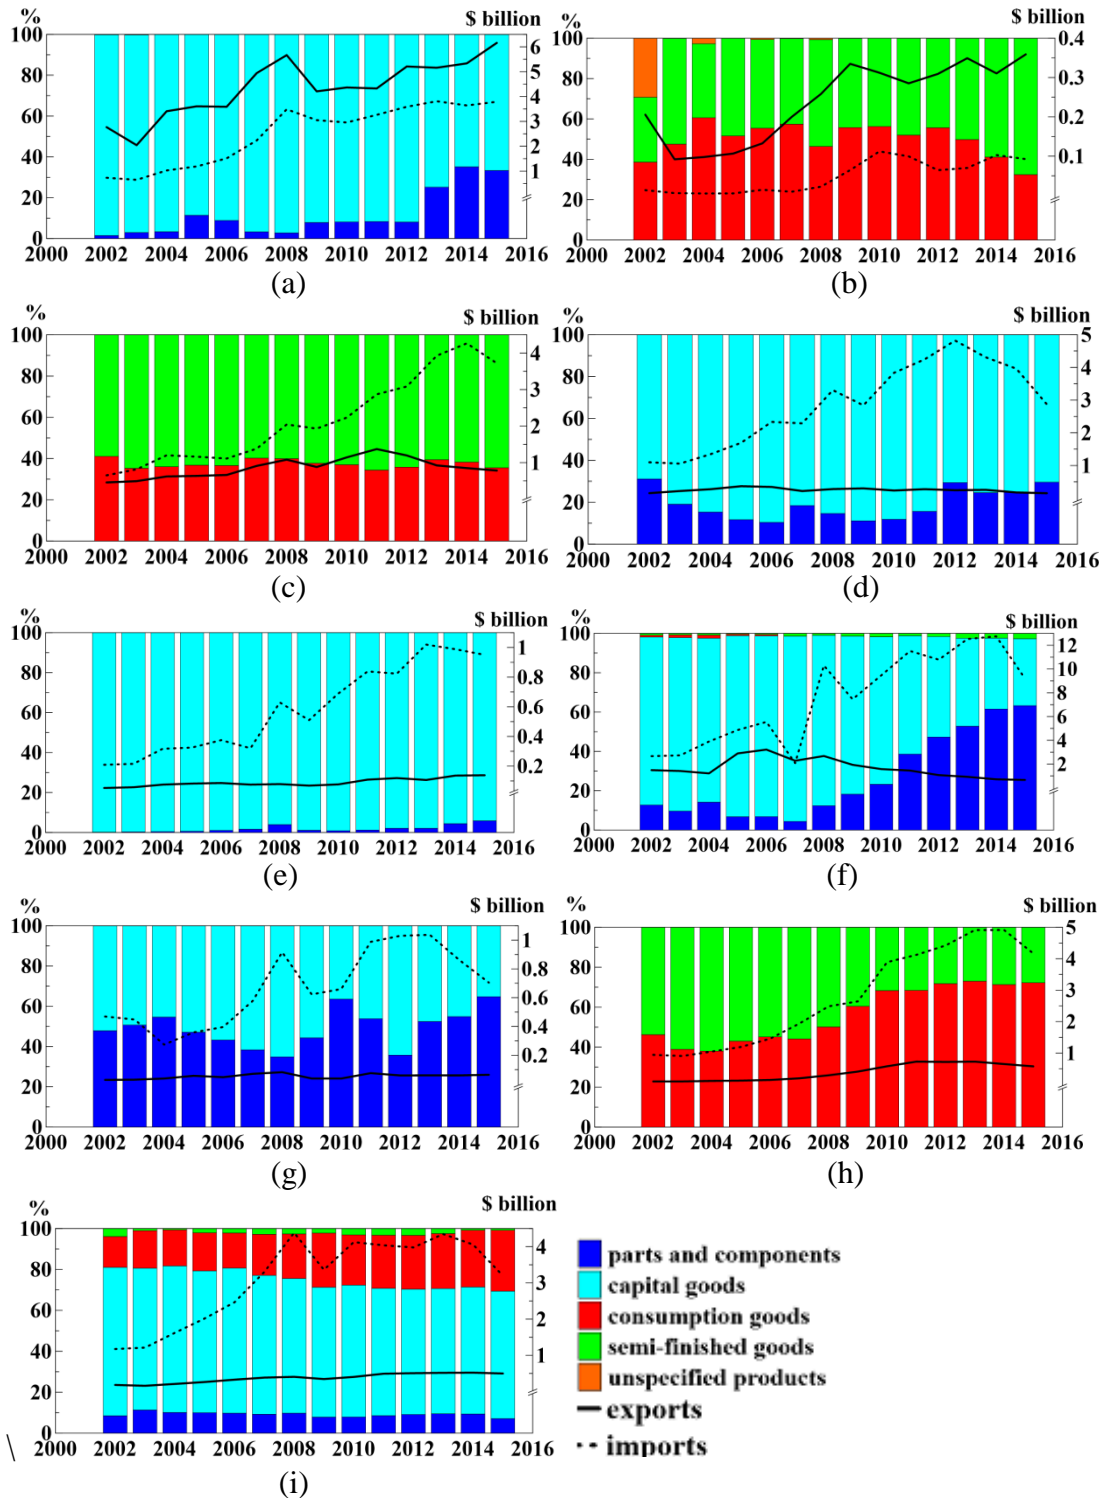 % $ billion % $ billion
100 6 100 0.4
80 5 80 0.3
60 4 60 0.2
40 3 40 0.1
20 2 20
0 1 0
2000 2002 2004 2006 2008 2010 2012 2014 2016 2000 2002 2004 2006 2008 2010 2012 2014 2016
(a) (b)
% $ billion $ billion
100 4 100 5
80 3 80 4
60 2 60 3
40 1 40 2
20 20 1
0 0
2000 2002 2004 2006 2008 2010 2012 2014 2016 2000 2002 2004 2006 2008 2010 2012 2014 2016
(c) (d)
% $ billion % $ billion
100 1 100 12
80 0.8 80 10
60 0.6 60 8
40 0.4 40 6
20 0.2 20 4
0 0 2
2000 2002 2004 2006 2008 2010 2012 2014 2016 2000 2002 2004 2006 2008 2010 2012 2014 2016
(e) (f)
% $ billion % $ billion
100 1 100 5
80 0.8 80 4
60 0.6 60 3
40 0.4 40 2
20 0.2 20 1
0 0
2000 2002 2004 2006 2008 2010 2012 2014 2016 2000 2002 2004 2006 2008 2010 2012 2014 2016
(g) (h)
% $ billion
100 4
80 3
60 2
40 1
20
0
2000 2002 2004 2006 2008 2010 2012 2014 2016
\
(i)
parts and components
capital goods
consumption goods
semi-finished goods
unspecified products
exports
imports